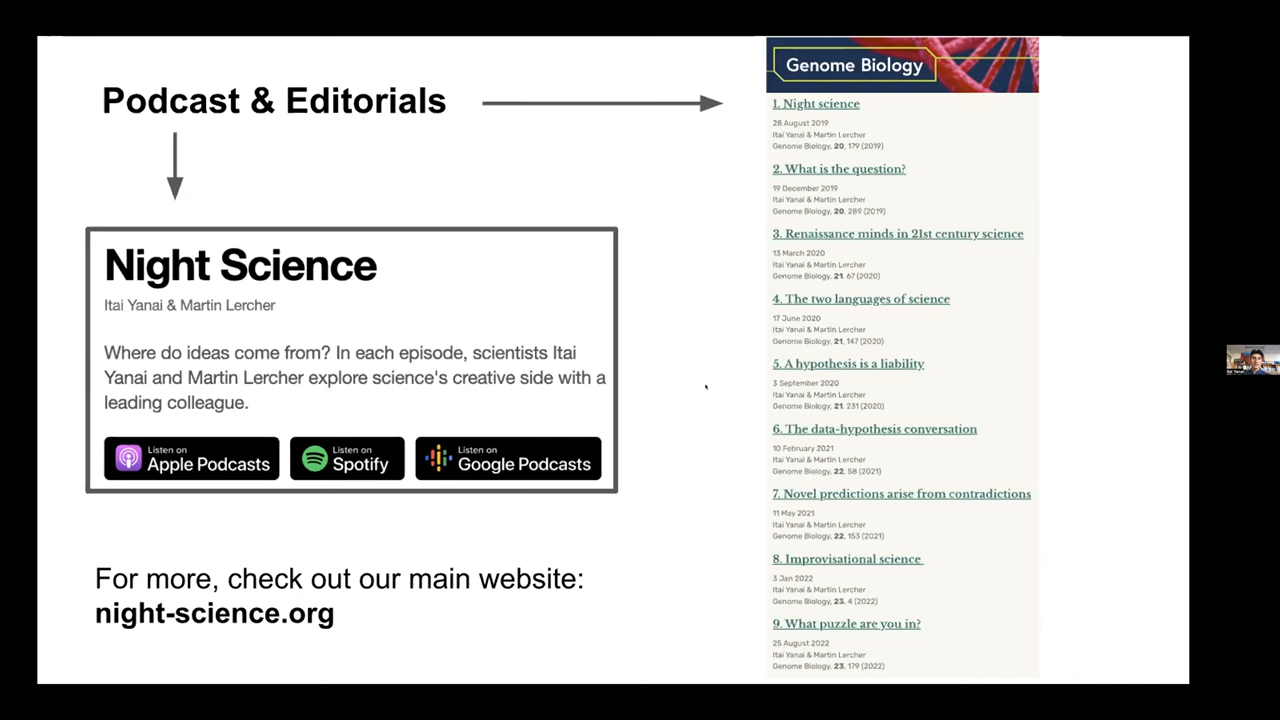 Podcast & Editorials
Night Science
Itai Yanai & Martin Lercher
Where do ideas come from? In each episode, scientists Itai
Yanai and Martin Lercher explore science's creative side with a
leading colleague.
Listen on
Apple Podcasts
Listen on
Spotify
Listen on
Google Podcasts
For more, check out our main website:
night-science.org
Genome Biology
1. Night science
28 August 2019
Itai Yanai & Martin Lercher
Genome Biology, 20, 179 (2019)
2. What is the question?
19 December 2019
Itai Yanai & Martin Lercher
Genome Biology, 20, 289 (2019)
3. Renaissance minds in 21st century science
13 March 2020
Itai Yanai & Martin Lercher
Genome Biology, 21, 67 (2020)
4. The two languages of science
17 June 2020
Itai Yanai & Martin Lercher
Genome Biology, 21, 147 (2020)
5. A hypothesis is a liability
3 September 2020
Itai Yanai & Martin Lercher
Genome Biology, 21, 231 (2020)
6. The data-hypothesis conversation
10 February 2021
Itai Yanai & Martin Lercher
Genome Biology, 22, 58 (2021)
7. Novel predictions arise from contradictions
11 May 2021
Itai Yanai & Martin Lercher
Genome Biology, 22, 153 (2021)
8. Improvisational science
3 Jan 2022
Itai Yanai & Martin Lercher
Genome Biology, 23, 4 (2022)
9. What puzzle are you in?
25 August 2022
Itai Yanai & Martin Lercher
Genome Biology, 23, 179 (2022)
Itai Yanai